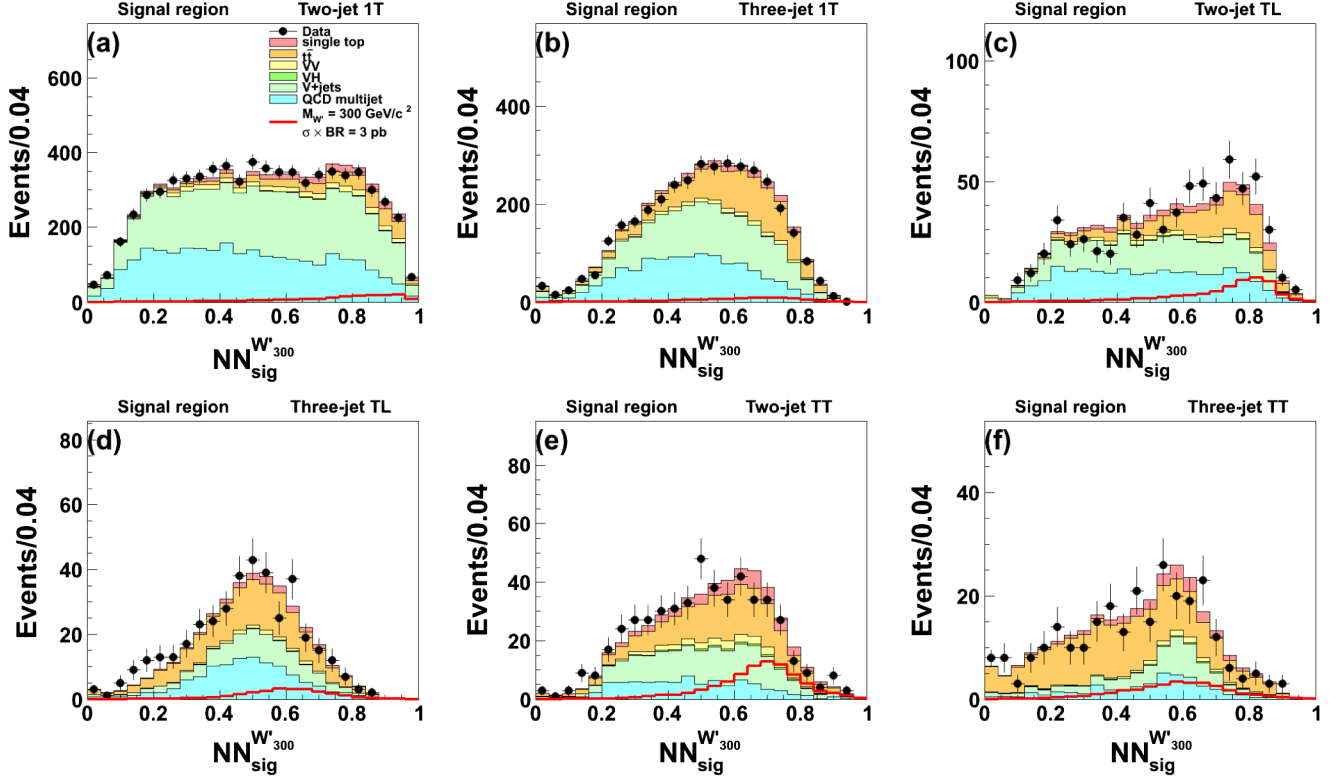 Signal region Two-jet 1T
(a)
Data
single top
tt̄
VV
VH
V+jets
QCD multijet
M_W' = 300 GeV/c²
σ × BR = 3 pb
Events/0.04
600
400
200
0
0 0.2 0.4 0.6 0.8 1
NN_sig^W'300
Signal region Three-jet 1T
(b)
Events/0.04
400
200
0
0 0.2 0.4 0.6 0.8 1
NN_sig^W'300
Signal region Two-jet TL
(c)
Events/0.04
100
50
0
0 0.2 0.4 0.6 0.8 1
NN_sig^W'300
Signal region Three-jet TL
(d)
Events/0.04
80
60
40
20
0
0 0.2 0.4 0.6 0.8 1
NN_sig^W'300
Signal region Two-jet TT
(e)
Events/0.04
80
60
40
20
0
0 0.2 0.4 0.6 0.8 1
NN_sig^W'300
Signal region Three-jet TT
(f)
Events/0.04
40
20
0
0 0.2 0.4 0.6 0.8 1
NN_sig^W'300